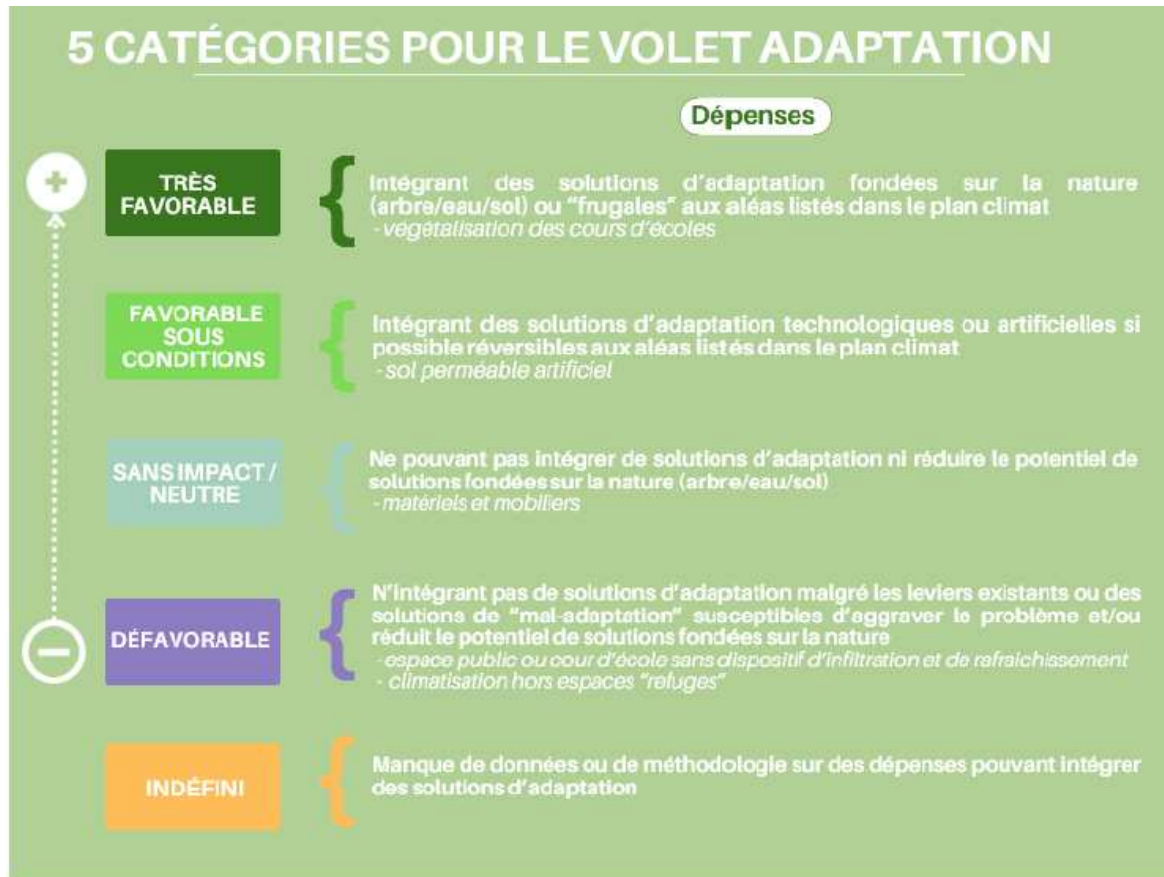 5 CATÉGORIES POUR LE VOLET ADAPTATION
Dépenses
+
TRÈS
FAVORABLE
Intégrant des solutions d'adaptation fondées sur la nature
(arbre/eau/sol) ou "frugales" aux aléas listés dans le plan climat
- végétalisation des cours d'écoles
FAVORABLE
SOUS
CONDITIONS
Intégrant des solutions d'adaptation technologiques ou artificielles si
possible réversibles aux aléas listés dans le plan climat
- sol perméable artificiel
SANS IMPACT /
NEUTRE
Ne pouvant pas intégrer de solutions d'adaptation ni réduire le potentiel de
solutions fondées sur la nature (arbre/eau/sol)
- matériels et mobiliers
DÉFAVORABLE
N'intégrant pas de solutions d'adaptation malgré les leviers existants ou des
solutions de "mal-adaptation" susceptibles d'aggraver le problème et/ou
réduit le potentiel de solutions fondées sur la nature
- espace public ou cour d'école sans dispositif d'infiltration et de rafraichissement
- climatisation hors espaces "refuges"
−
INDÉFINI
Manque de données ou de méthodologie sur des dépenses pouvant intégrer
des solutions d'adaptation